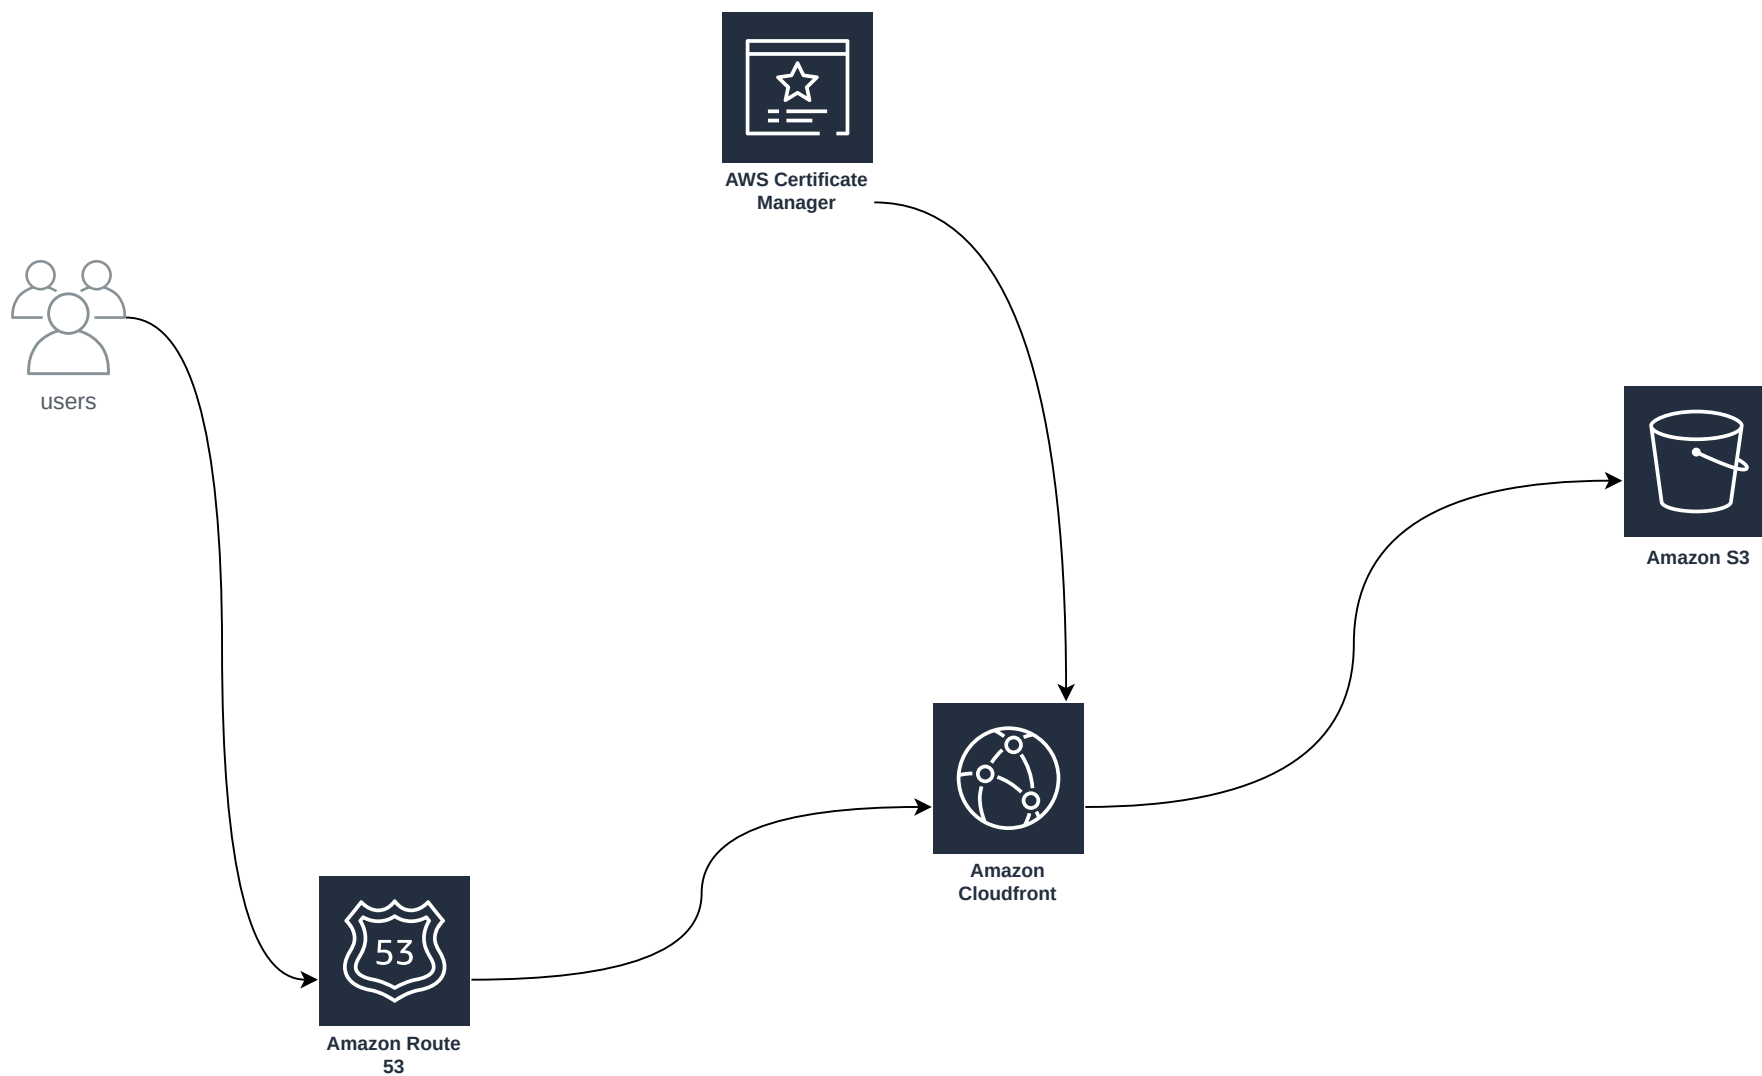 AWS Certificate
Manager
users
Amazon S3
Amazon
Cloudfront
53
Amazon Route
53